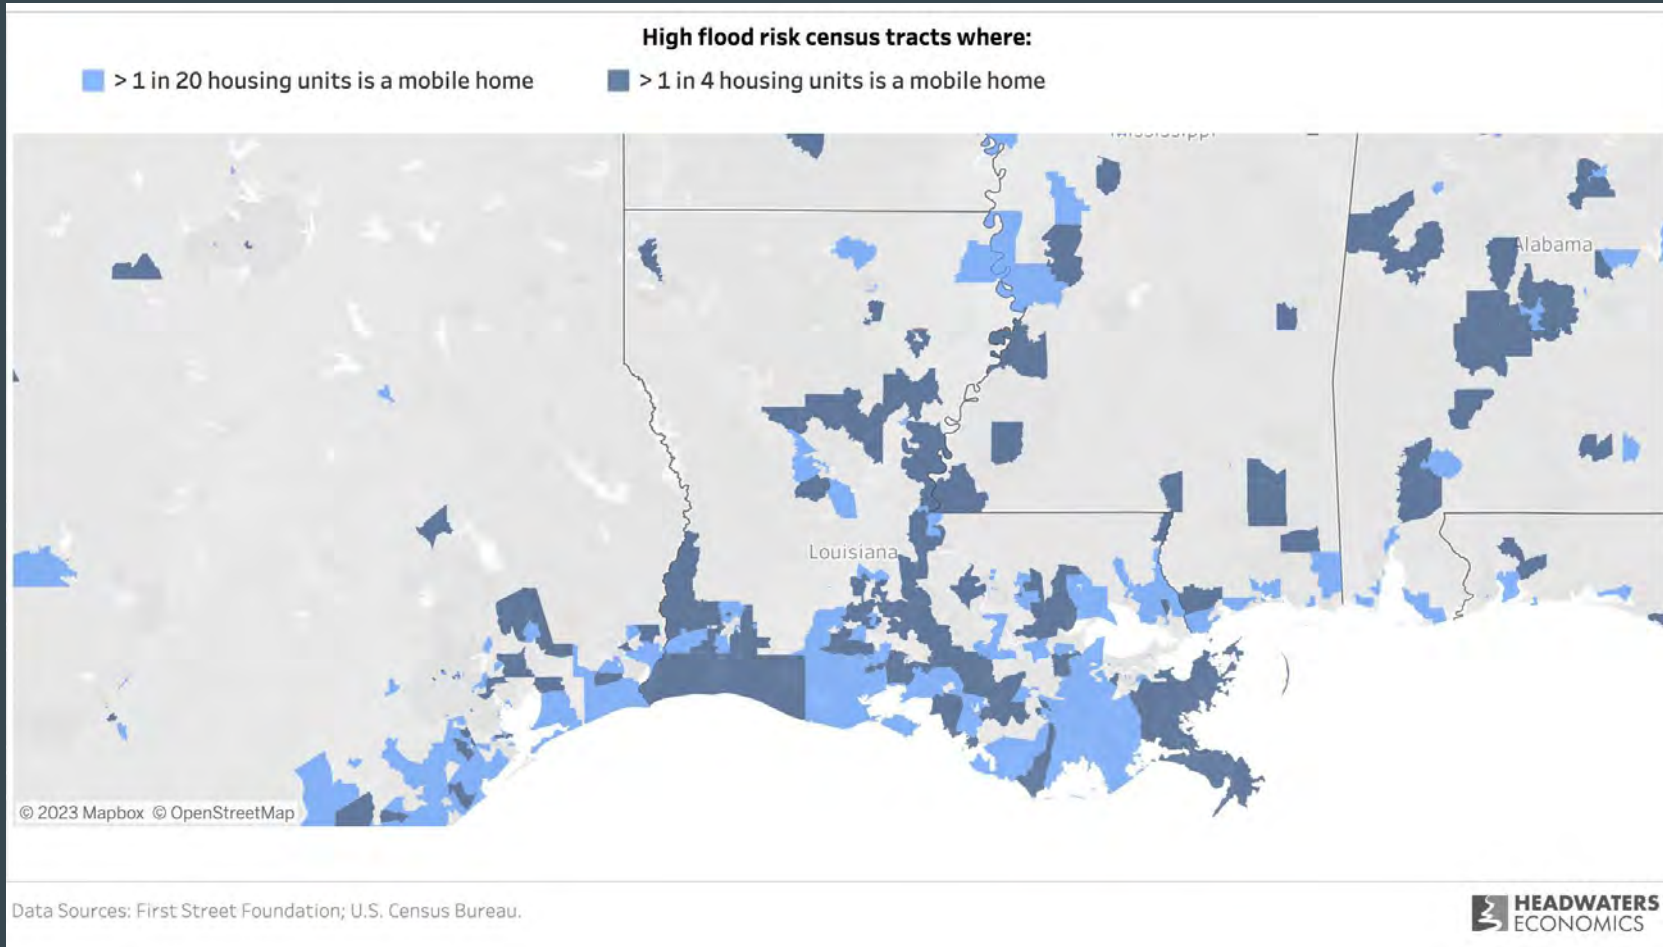 High flood risk census tracts where:
> 1 in 20 housing units is a mobile home
> 1 in 4 housing units is a mobile home
Mississippi
Alabama
Louisiana
© 2023 Mapbox © OpenStreetMap
Data Sources: First Street Foundation; U.S. Census Bureau.
HEADWATERS
ECONOMICS